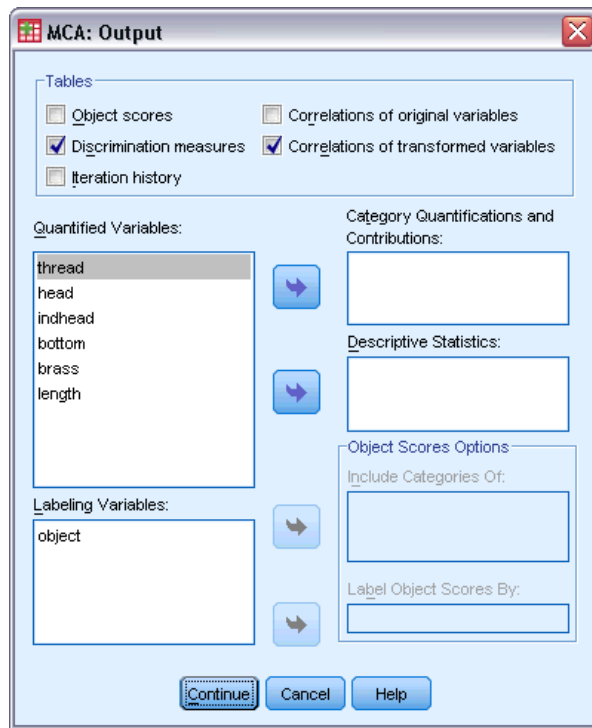 MCA: Output
Tables
Object scores
Correlations of original variables
Discrimination measures
Correlations of transformed variables
Iteration history
Quantified Variables:
thread
head
indhead
bottom
brass
length
Category Quantifications and
Contributions:
Descriptive Statistics:
Object Scores Options
Include Categories Of:
Label Object Scores By:
Labeling Variables:
object
Continue
Cancel
Help